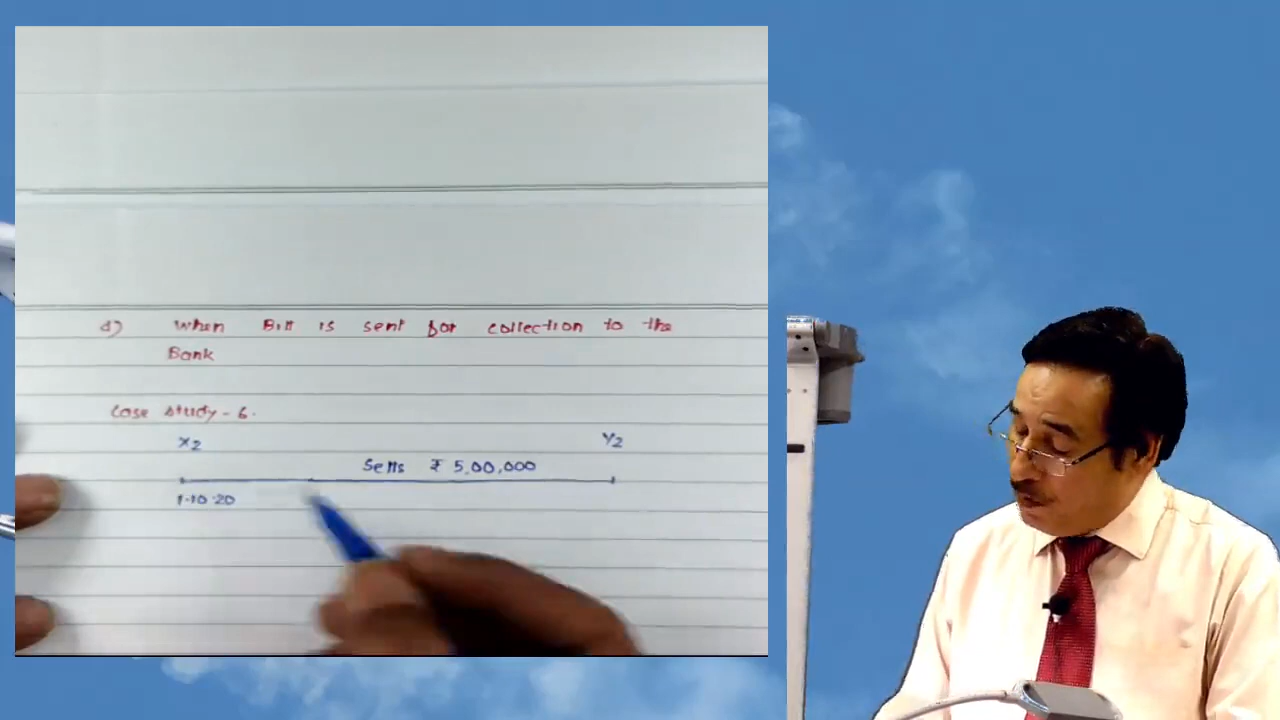 d) When Bill is sent for collection to the
Bank
Case Study - 6.
X2 Y2
Sells ₹ 5,00,000
1.10.20